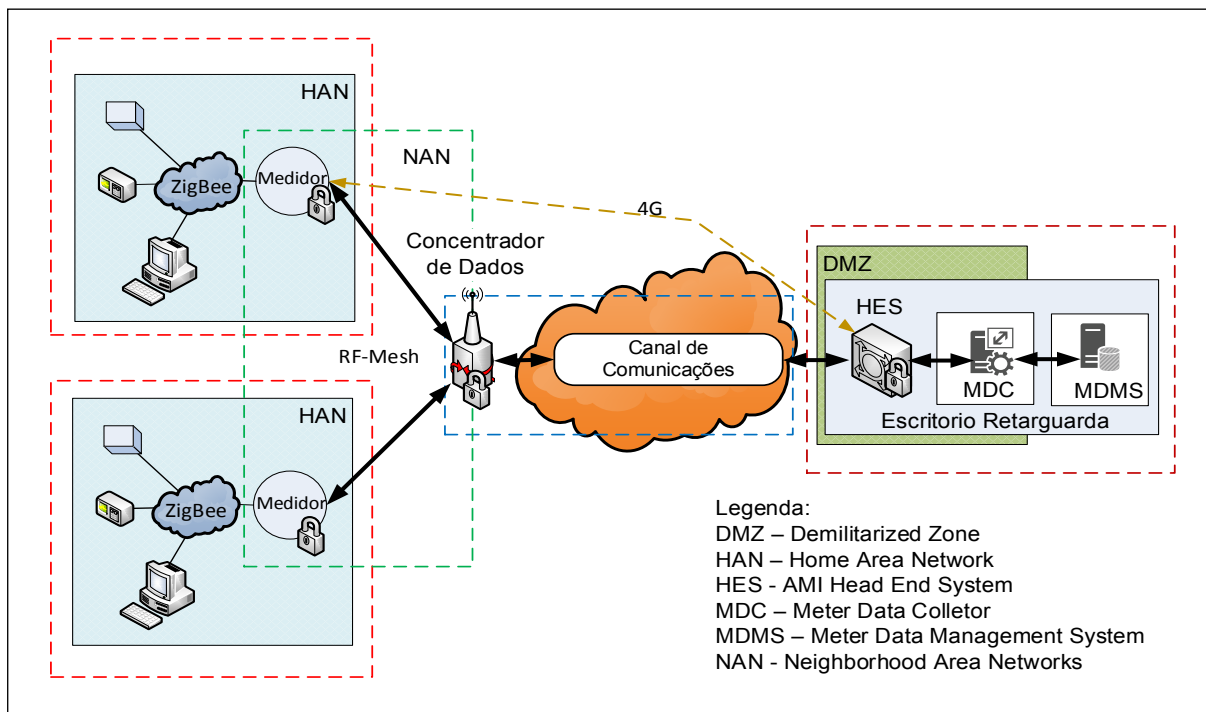 HAN
ZigBee
Medidor
NAN
4G
Concentrador
de Dados
RF-Mesh
HAN
ZigBee
Medidor
Canal de
Comunicações
DMZ
HES
MDC
MDMS
Escritorio Retarguarda
Legenda:
DMZ – Demilitarized Zone
HAN – Home Area Network
HES - AMI Head End System
MDC – Meter Data Colletor
MDMS – Meter Data Management System
NAN - Neighborhood Area Networks